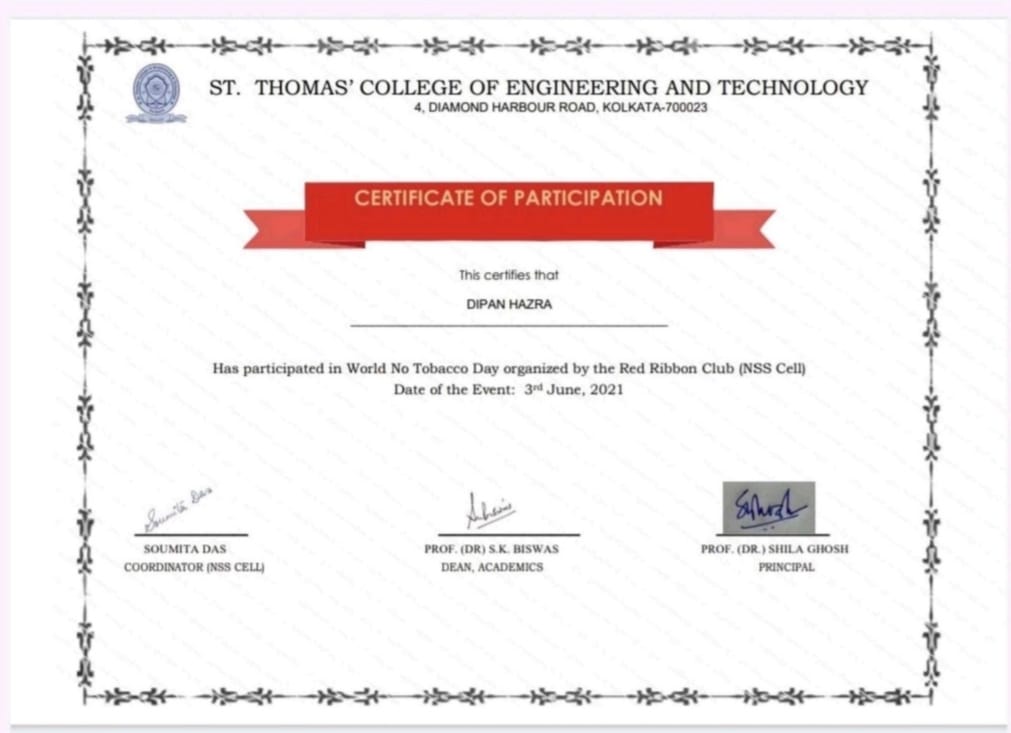 ST. THOMAS' COLLEGE OF ENGINEERING AND TECHNOLOGY
4, DIAMOND HARBOUR ROAD, KOLKATA-700023
CERTIFICATE OF PARTICIPATION
This certifies that
DIPAN HAZRA
Has participated in World No Tobacco Day organized by the Red Ribbon Club (NSS Cell)
Date of the Event: 3rd June, 2021
Soumita Das
SOUMITA DAS
COORDINATOR (NSS CELL)
PROF. (DR) S.K. BISWAS
DEAN, ACADEMICS
PROF. (DR.) SHILA GHOSH
PRINCIPAL